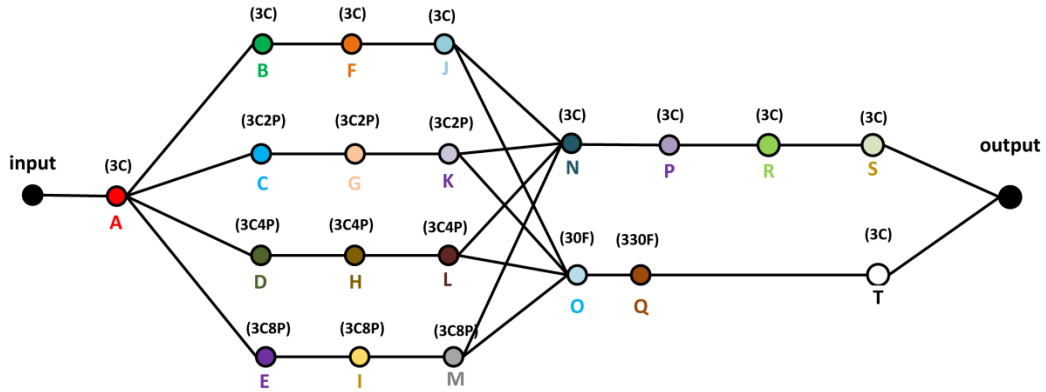 (3C) (3C) (3C)
B F J
(3C2P) (3C2P) (3C2P)
(3C) (3C) (3C) (3C)
input
(3C)
output
C G K
N P R S
A
(3C4P) (3C4P) (3C4P)
(30F) (330F) (3C)
D H L
O Q T
(3C8P) (3C8P) (3C8P)
E I M